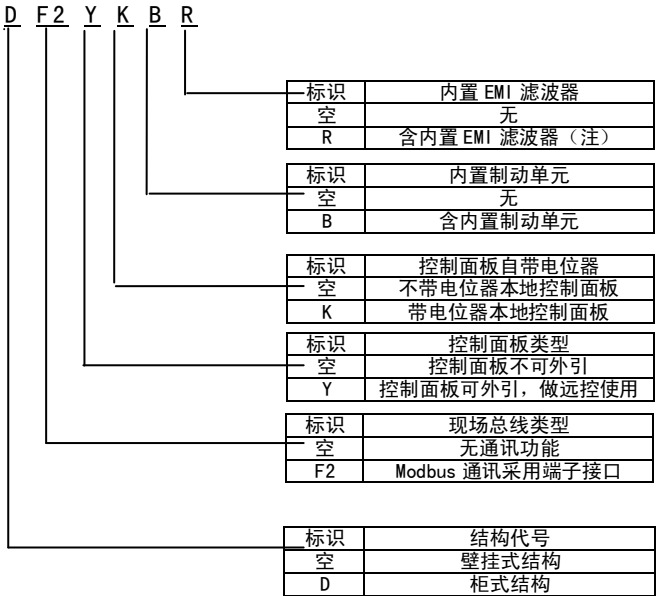 D F2 Y K B R
标识 内置 EMI 滤波器
空 无
R 含内置 EMI 滤波器（注）
标识 内置制动单元
空 无
B 含内置制动单元
标识 控制面板自带电位器
空 不带电位器本地控制面板
K 带电位器本地控制面板
标识 控制面板类型
空 控制面板不可外引
Y 控制面板可外引，做远控使用
标识 现场总线类型
空 无通讯功能
F2 Modbus 通讯采用端子接口
标识 结构代号
空 壁挂式结构
D 柜式结构